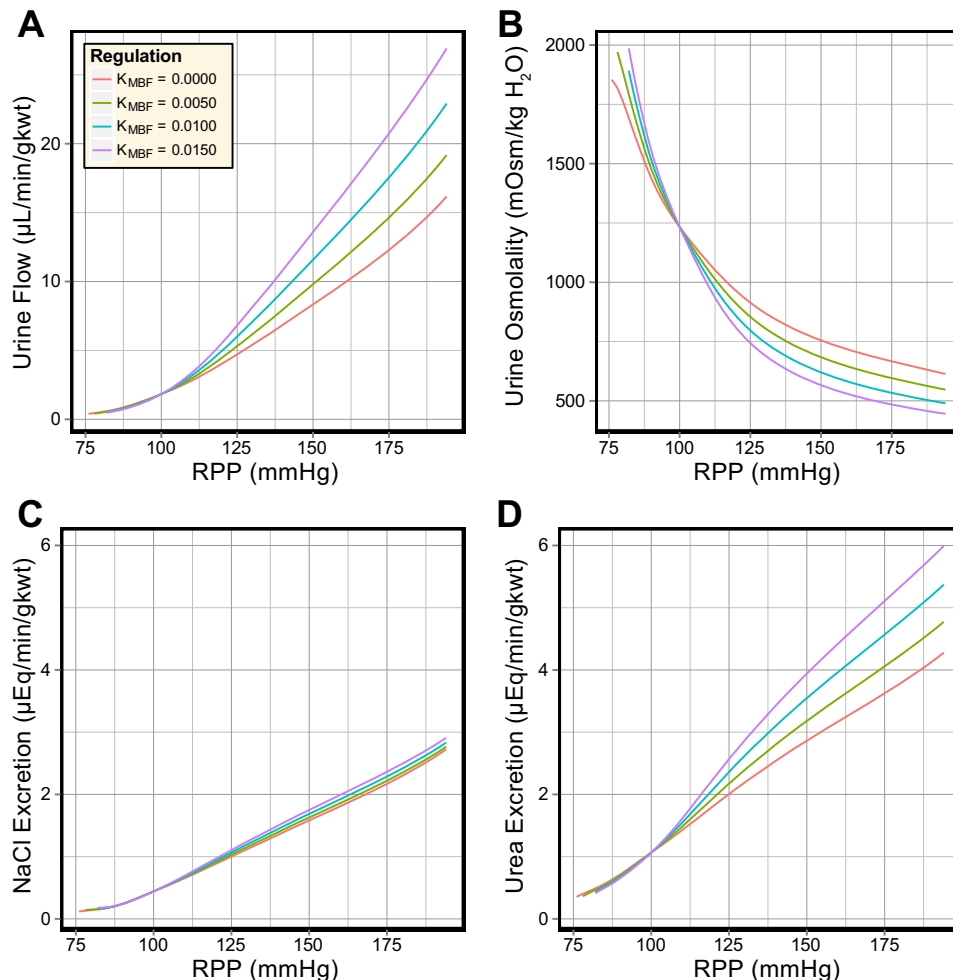 A
Urine Flow (µL/min/gkwt)
20
10
0
Regulation
K_MBF = 0.0000
K_MBF = 0.0050
K_MBF = 0.0100
K_MBF = 0.0150
75 100 125 150 175
RPP (mmHg)
B
Urine Osmolality (mOsm/kg H₂O)
2000
1500
1000
500
75 100 125 150 175
RPP (mmHg)
C
NaCl Excretion (µEq/min/gkwt)
6
4
2
0
75 100 125 150 175
RPP (mmHg)
D
Urea Excretion (µEq/min/gkwt)
6
4
2
0
75 100 125 150 175
RPP (mmHg)